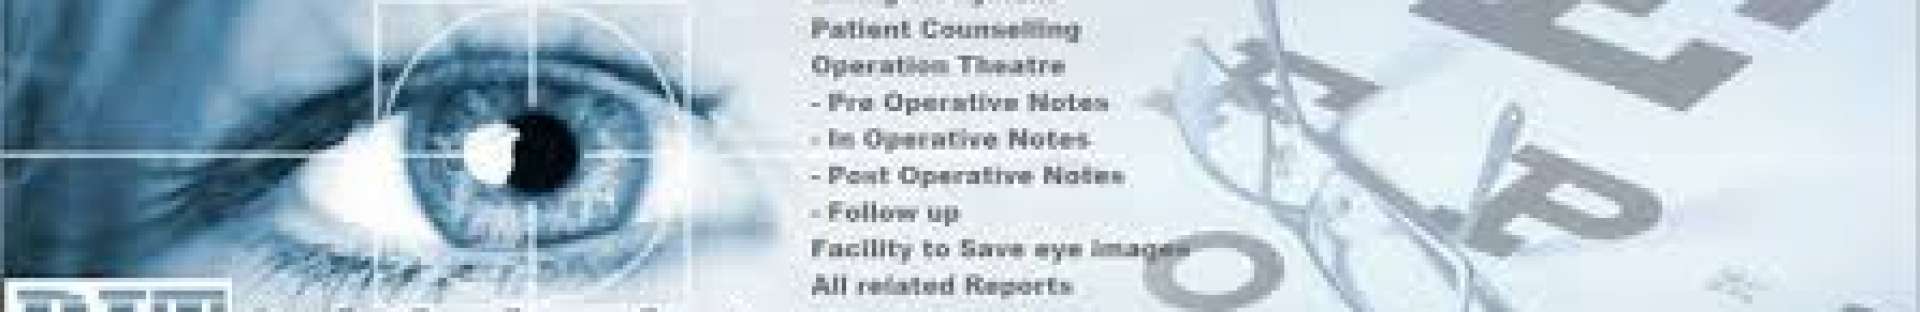 Patient Counselling
Operation Theatre
- Pre Operative Notes
- In Operative Notes
- Post Operative Notes
- Follow up
Facility to Save eye images
All related Reports
E
A
P
O